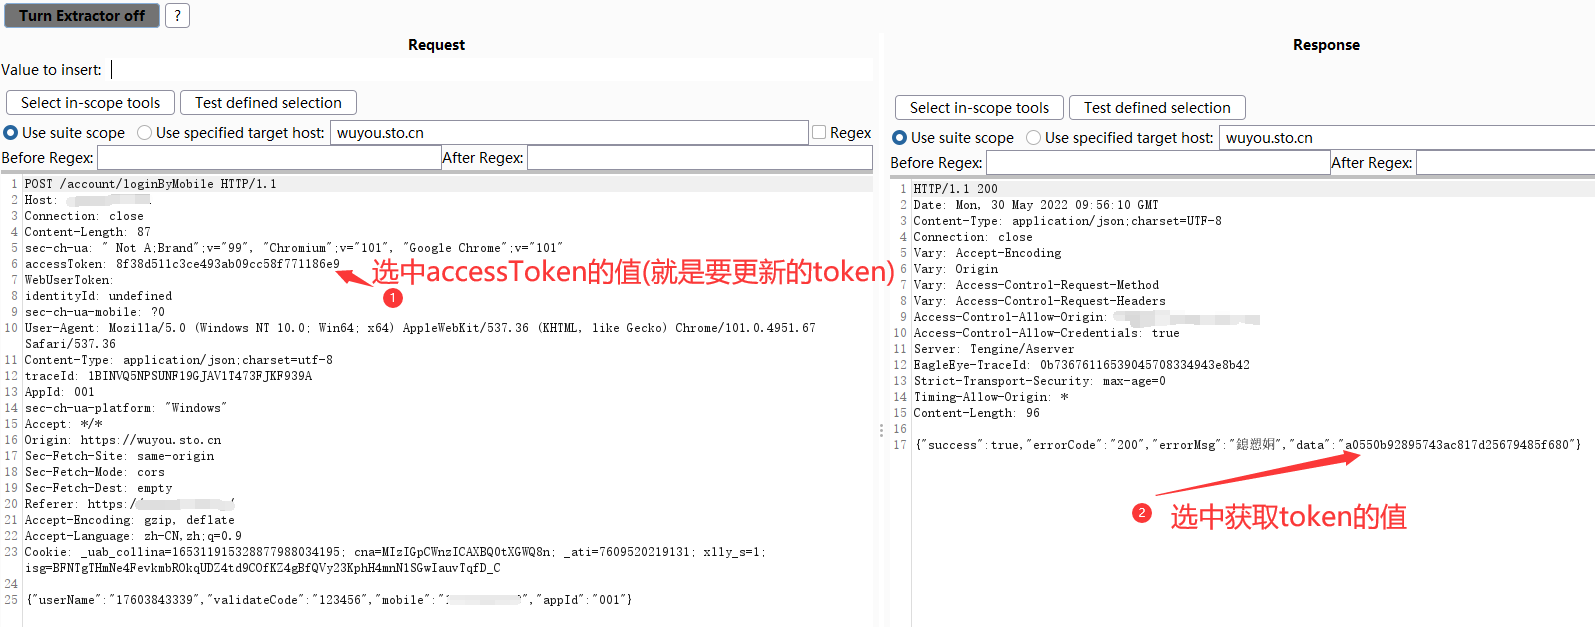 Turn Extractor off
?
Request
Value to insert:
Select in-scope tools
Test defined selection
Use suite scope
Use specified target host:
wuyou.sto.cn
Regex
Before Regex:
After Regex:
1 POST /account/loginByMobile HTTP/1.1
2 Host:
3 Connection: close
4 Content-Length: 87
5 sec-ch-ua: " Not A;Brand";v="99", "Chromium";v="101", "Google Chrome";v="101"
6 accessToken: 8f38d511c3ce493ab09cc58f771186e9
7 WebUserToken:
8 identityId: undefined
9 sec-ch-ua-mobile: ?0
10 User-Agent: Mozilla/5.0 (Windows NT 10.0; Win64; x64) AppleWebKit/537.36 (KHTML, like Gecko) Chrome/101.0.4951.67
Safari/537.36
11 Content-Type: application/json;charset=utf-8
12 traceId: 1BINVQ5NPSUNF19GJAV1T473FJKF939A
13 AppId: 001
14 sec-ch-ua-platform: "Windows"
15 Accept: */*
16 Origin: https://wuyou.sto.cn
17 Sec-Fetch-Site: same-origin
18 Sec-Fetch-Mode: cors
19 Sec-Fetch-Dest: empty
20 Referer: https:/
21 Accept-Encoding: gzip, deflate
22 Accept-Language: zh-CN,zh;q=0.9
23 Cookie: _uab_collina=165311915328877988034195; cna=MIzIGpCWnzICAXBQ0tXGWQ8n; _ati=7609520219131; xlly_s=1;
isg=BFNTgTHmNe4FevkmbROkqUDZ4td9COfKZ4gBfQVy23KphH4mnN1SGwIauvTqfD_C
24
25 {"userName":"17603843339","validateCode":"123456","mobile":"1 ","appId":"001"}
选中accessToken的值(就是要更新的token)
1
Response
Select in-scope tools
Test defined selection
Use suite scope
Use specified target host:
wuyou.sto.cn
Before Regex:
After Regex:
1 HTTP/1.1 200
2 Date: Mon, 30 May 2022 09:56:10 GMT
3 Content-Type: application/json;charset=UTF-8
4 Connection: close
5 Vary: Accept-Encoding
6 Vary: Origin
7 Vary: Access-Control-Request-Method
8 Vary: Access-Control-Request-Headers
9 Access-Control-Allow-Origin:
10 Access-Control-Allow-Credentials: true
11 Server: Tengine/Aserver
12 EagleEye-TraceId: 0b73676116539045708334943e8b42
13 Strict-Transport-Security: max-age=0
14 Timing-Allow-Origin: *
15 Content-Length: 96
16
17 {"success":true,"errorCode":"200","errorMsg":"","data":"a0550b92895743ac817d25679485f680"}
2
选中获取token的值